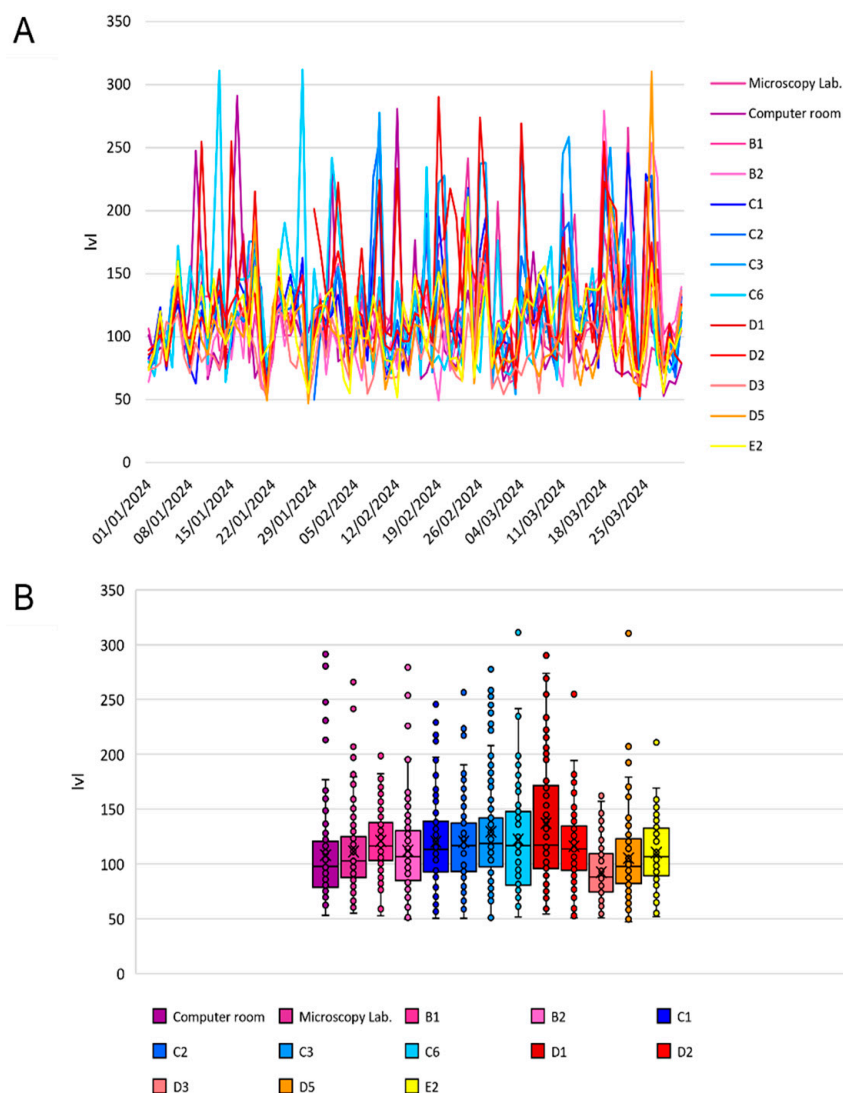 A
350
300
250
200
150
100
50
0
lvl
01/01/2024
08/01/2024
15/01/2024
22/01/2024
29/01/2024
05/02/2024
12/02/2024
19/02/2024
26/02/2024
04/03/2024
11/03/2024
18/03/2024
25/03/2024
Microscopy Lab.
Computer room
B1
B2
C1
C2
C3
C6
D1
D2
D3
D5
E2
B
350
300
250
200
150
100
50
0
lvl
Computer room Microscopy Lab. B1 B2 C1
C2 C3 C6 D1 D2
D3 D5 E2